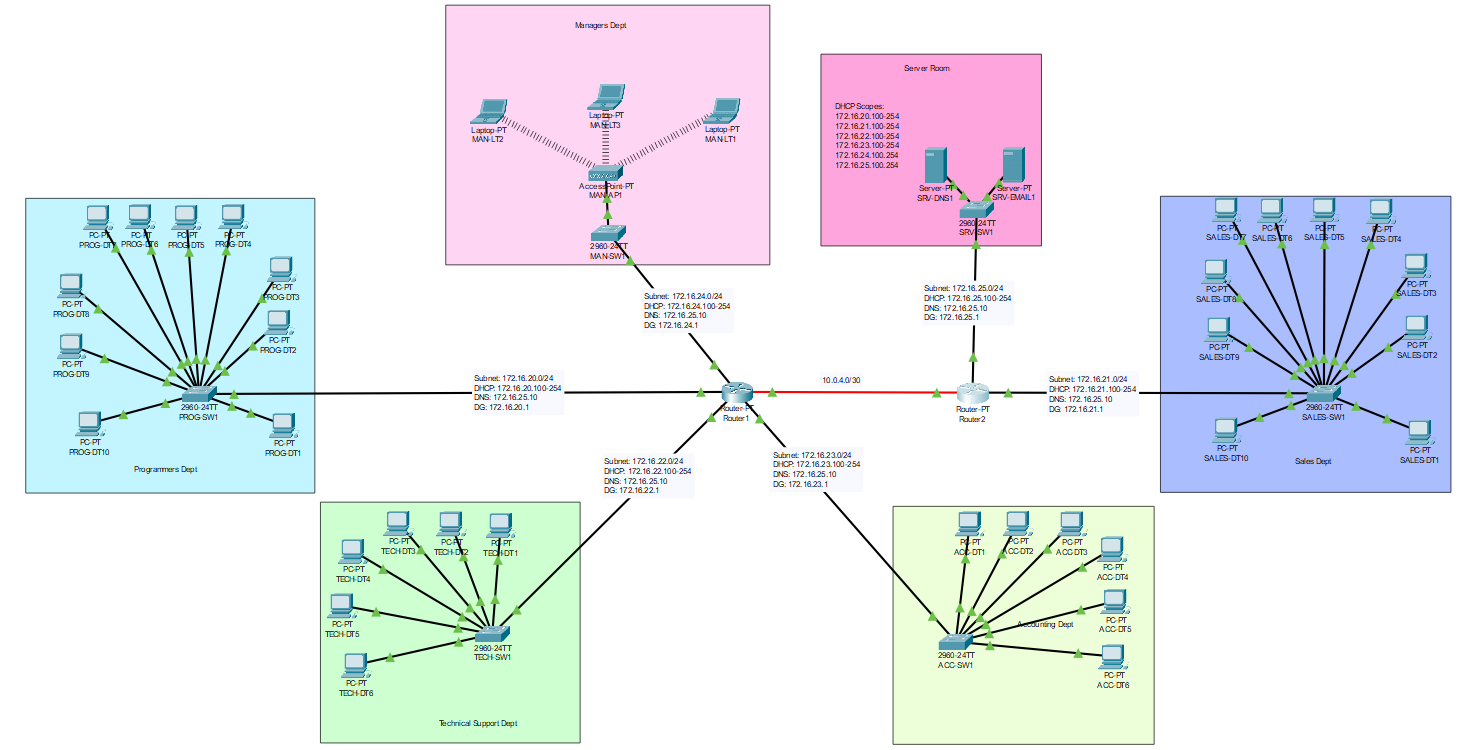 Managers Dept
Laptop-PT
MAN-LT2
Laptop-PT
MAN-LT3
Laptop-PT
MAN-LT1
AccessPoint-PT
MAN-AP1
2960-24TT
MAN-SW1
Server Room
DHCP Scopes:
172.16.20.100-254
172.16.21.100-254
172.16.22.100-254
172.16.23.100-254
172.16.24.100.254
172.16.25.100.254
Server-PT
SRV-DNS1
Server-PT
SRV-EMAIL1
2960-24TT
SRV-SW1
PC-PT
PROG-DT7
PC-PT
PROG-DT6
PC-PT
PROG-DT5
PC-PT
PROG-DT4
PC-PT
PROG-DT3
PC-PT
PROG-DT8
PC-PT
PROG-DT2
PC-PT
PROG-DT9
2960-24TT
PROG-SW1
PC-PT
PROG-DT10
PC-PT
PROG-DT1
Programmers Dept
Subnet: 172.16.24.0/24
DHCP: 172.16.24.100-254
DNS: 172.16.25.10
DG: 172.16.24.1
Subnet: 172.16.25.0/24
DHCP: 172.16.25.100-254
DNS: 172.16.25.10
DG: 172.16.25.1
Subnet: 172.16.20.0/24
DHCP: 172.16.20.100-254
DNS: 172.16.25.10
DG: 172.16.20.1
Router-PT
Router1
10.0.4.0/30
Router-PT
Router2
Subnet: 172.16.21.0/24
DHCP: 172.16.21.100-254
DNS: 172.16.25.10
DG: 172.16.21.1
PC-PT
SALES-DT7
PC-PT
SALES-DT6
PC-PT
SALES-DT5
PC-PT
SALES-DT4
PC-PT
SALES-DT8
PC-PT
SALES-DT3
PC-PT
SALES-DT9
PC-PT
SALES-DT2
2960-24TT
SALES-SW1
PC-PT
SALES-DT10
PC-PT
SALES-DT1
Sales Dept
Subnet: 172.16.22.0/24
DHCP: 172.16.22.100-254
DNS: 172.16.25.10
DG: 172.16.22.1
Subnet: 172.16.23.0/24
DHCP: 172.16.23.100-254
DNS: 172.16.25.10
DG: 172.16.23.1
PC-PT
TECH-DT3
PC-PT
TECH-DT2
PC-PT
TECH-DT1
PC-PT
TECH-DT4
PC-PT
TECH-DT5
PC-PT
TECH-DT6
2960-24TT
TECH-SW1
Technical Support Dept
PC-PT
ACC-DT1
PC-PT
ACC-DT2
PC-PT
ACC-DT3
PC-PT
ACC-DT4
PC-PT
ACC-DT5
Accounting Dept
2960-24TT
ACC-SW1
PC-PT
ACC-DT6